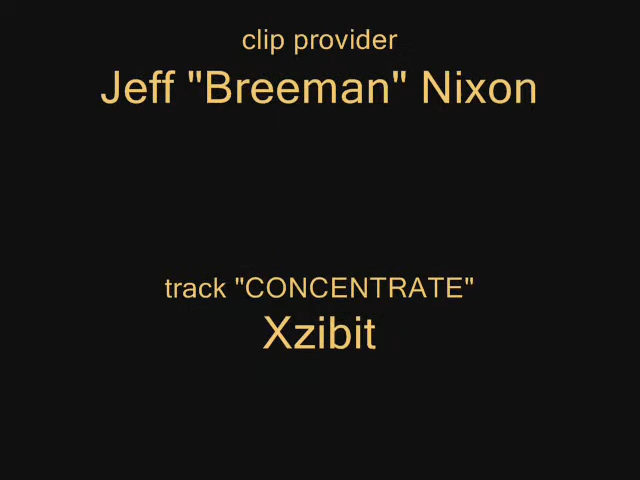 clip provider
Jeff "Breeman" Nixon
track "CONCENTRATE"
Xzibit